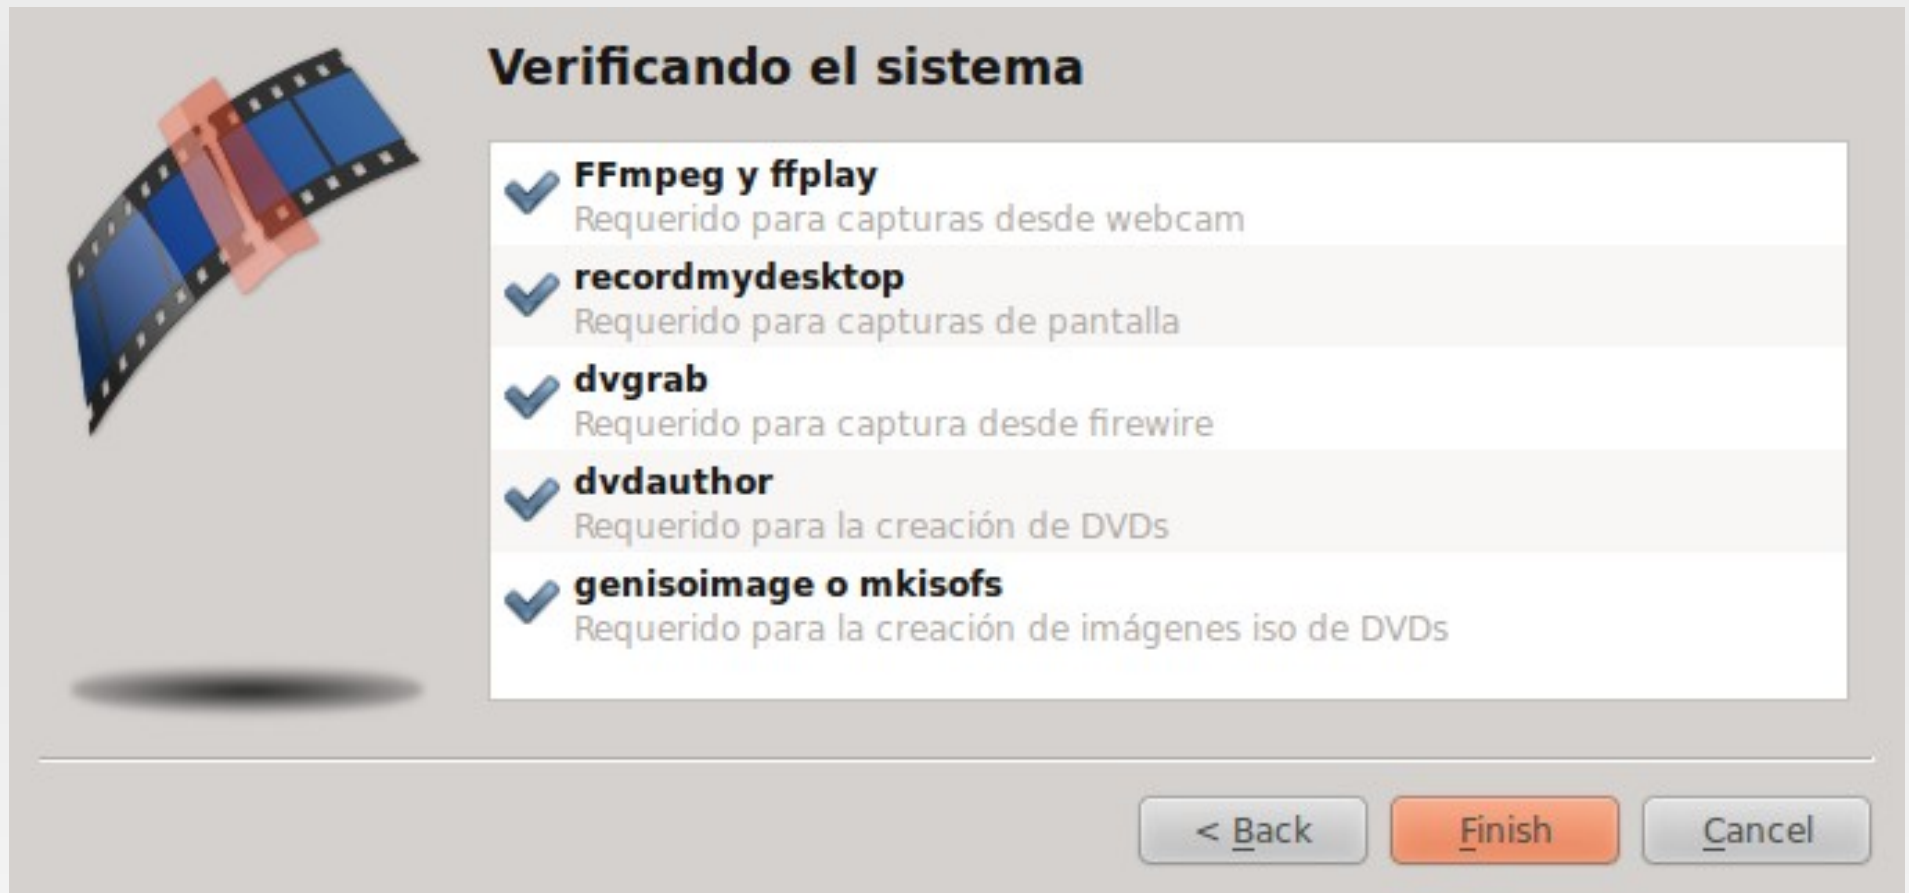 Verificando el sistema
FFmpeg y ffplay
Requerido para capturas desde webcam
recordmydesktop
Requerido para capturas de pantalla
dvgrab
Requerido para captura desde firewire
dvdauthor
Requerido para la creación de DVDs
genisoimage o mkisofs
Requerido para la creación de imágenes iso de DVDs
< Back Finish Cancel